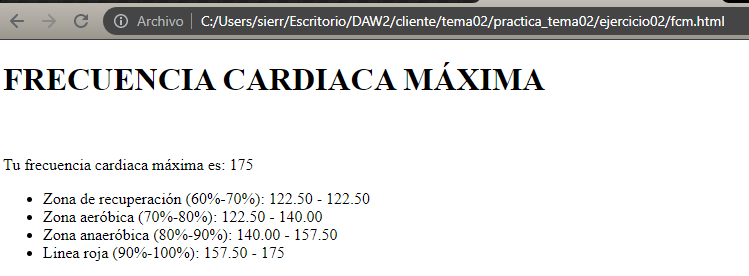 Archivo C:/Users/sierr/Escritorio/DAW2/cliente/tema02/practica_tema02/ejercicio02/fcm.html
FRECUENCIA CARDIACA MÁXIMA
Tu frecuencia cardiaca máxima es: 175
Zona de recuperación (60%-70%): 122.50 - 122.50
Zona aeróbica (70%-80%): 122.50 - 140.00
Zona anaeróbica (80%-90%): 140.00 - 157.50
Linea roja (90%-100%): 157.50 - 175